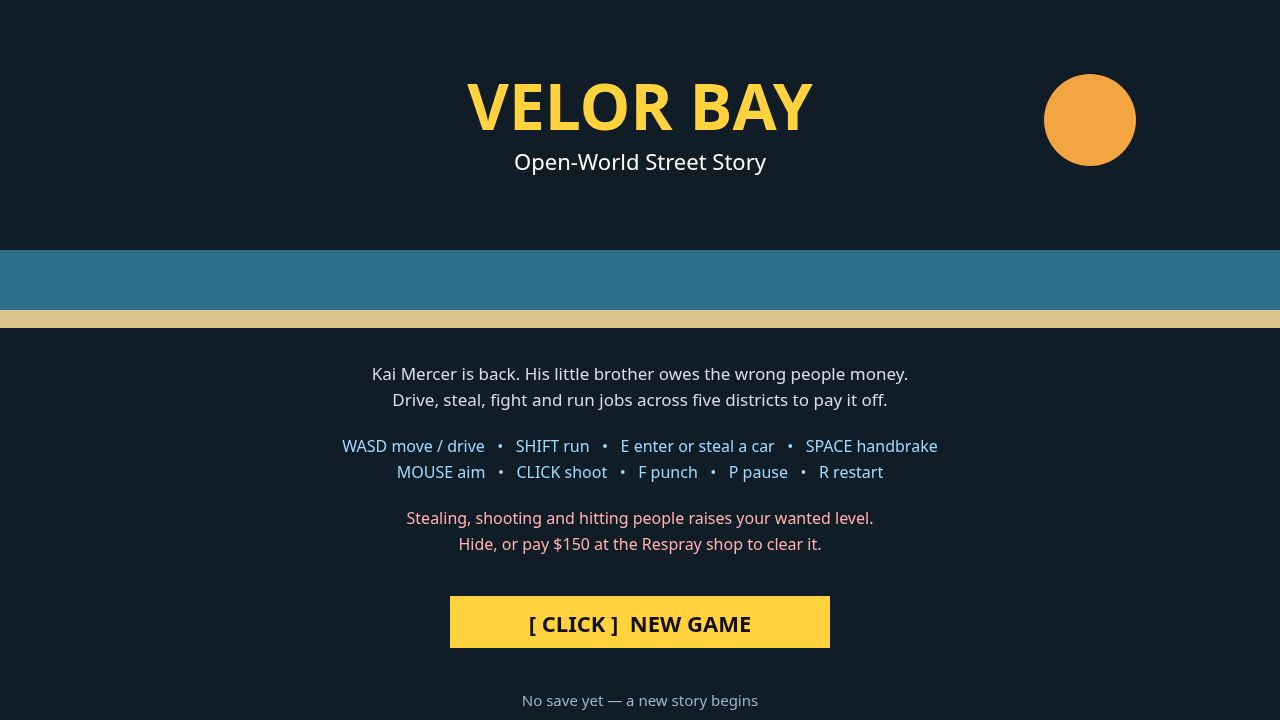 VELOR BAY
Open-World Street Story
Kai Mercer is back. His little brother owes the wrong people money.
Drive, steal, fight and run jobs across five districts to pay it off.
WASD move / drive • SHIFT run • E enter or steal a car • SPACE handbrake
MOUSE aim • CLICK shoot • F punch • P pause • R restart
Stealing, shooting and hitting people raises your wanted level.
Hide, or pay $150 at the Respray shop to clear it.
[ CLICK ] NEW GAME
No save yet — a new story begins